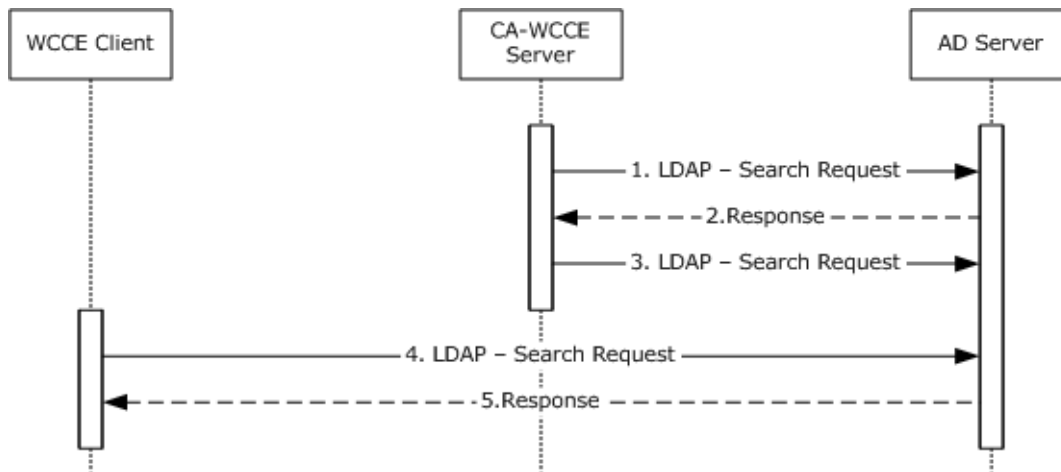 WCCE Client
CA-WCCE
Server
AD Server
1. LDAP – Search Request
2.Response
3. LDAP – Search Request
4. LDAP – Search Request
5.Response